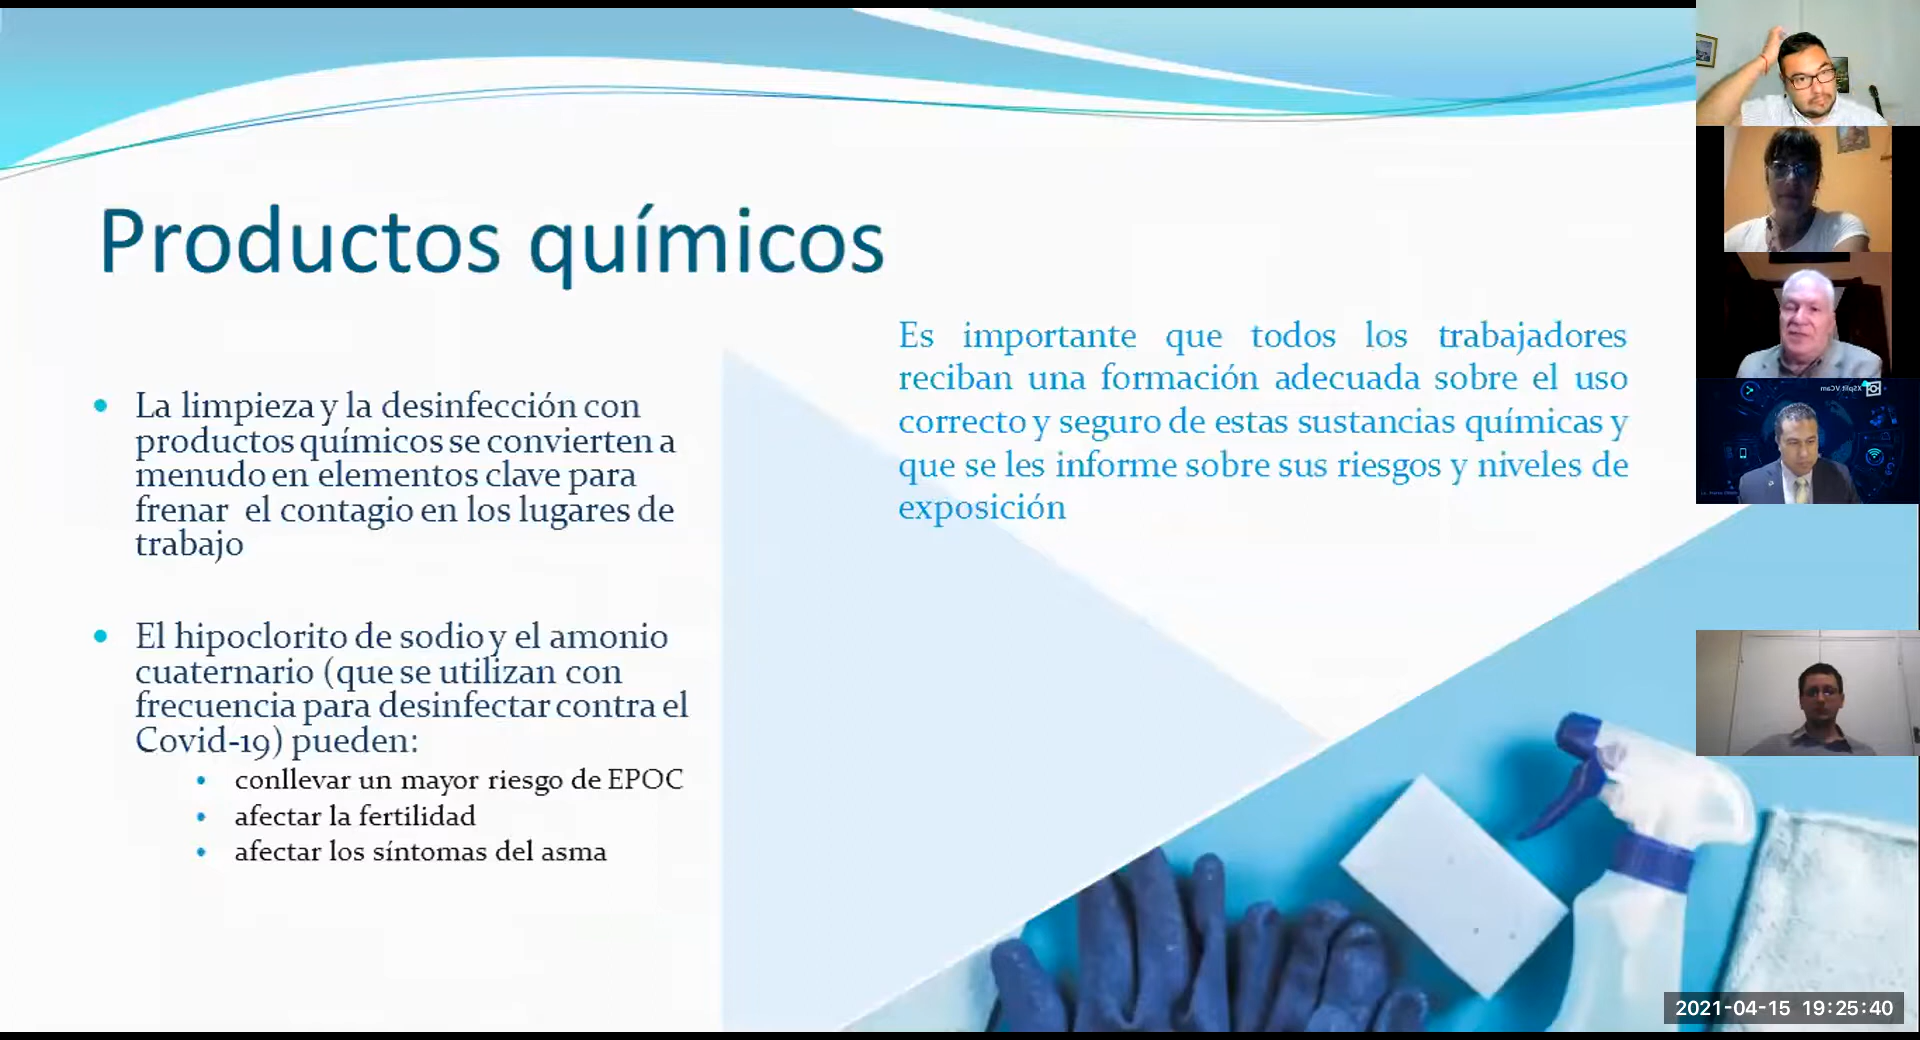 Productos químicos
La limpieza y la desinfección con
productos químicos se convierten a
menudo en elementos clave para
frenar el contagio en los lugares de
trabajo
El hipoclorito de sodio y el amonio
cuaternario (que se utilizan con
frecuencia para desinfectar contra el
Covid-19) pueden:
conllevar un mayor riesgo de EPOC
afectar la fertilidad
afectar los síntomas del asma
Es importante que todos los trabajadores
reciban una formación adecuada sobre el uso
correcto y seguro de estas sustancias químicas y
que se les informe sobre sus riesgos y niveles de
exposición
XSplit VCam
2021-04-15 19:25:40